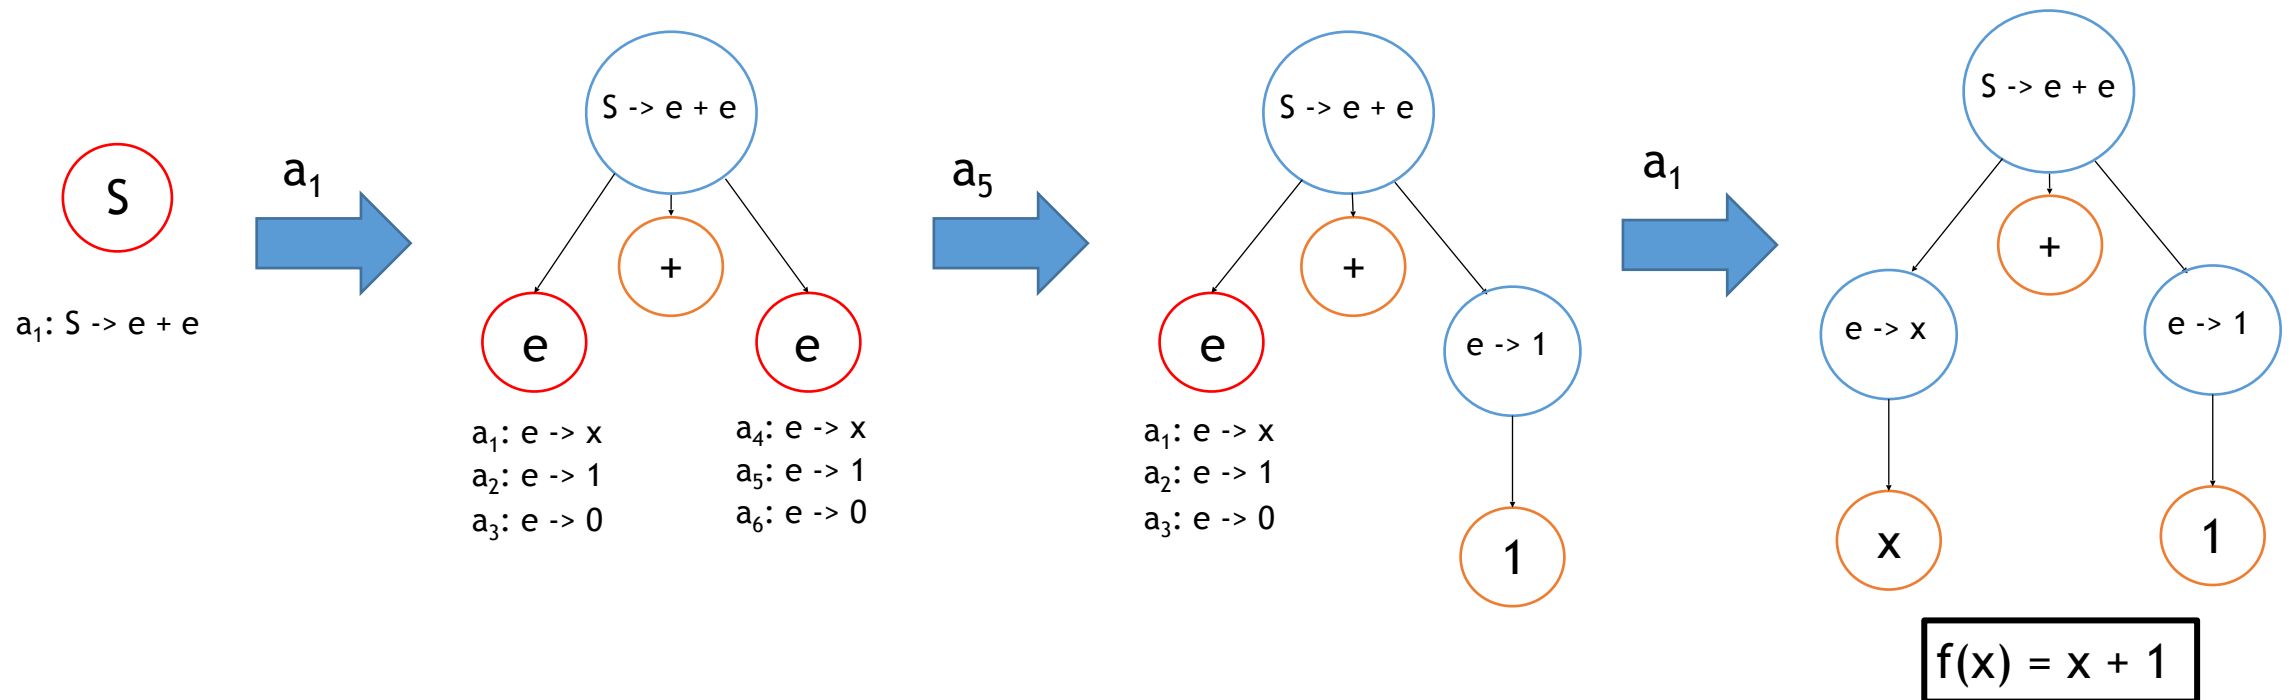 S
a₁: S -> e + e
a₁
S -> e + e
e
+
e
a₁: e -> x
a₂: e -> 1
a₃: e -> 0
a₄: e -> x
a₅: e -> 1
a₆: e -> 0
a₅
S -> e + e
e
+
e -> 1
a₁: e -> x
a₂: e -> 1
a₃: e -> 0
1
a₁
S -> e + e
+
e -> x
e -> 1
x
1
f(x) = x + 1